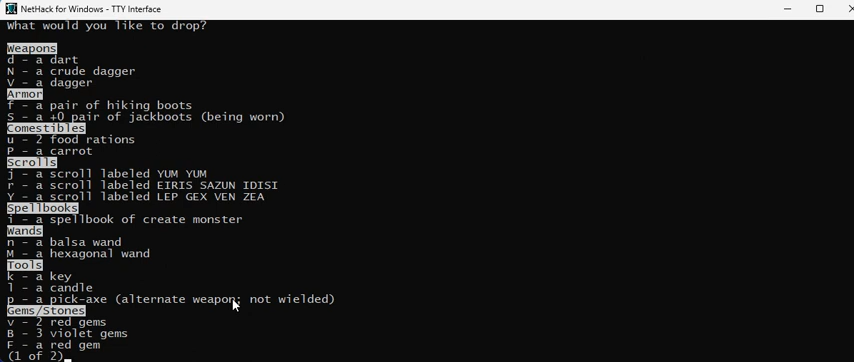 NetHack for Windows - TTY Interface
What would you like to drop?
Weapons
d - a dart
N - a crude dagger
V - a dagger
Armor
f - a pair of hiking boots
S - a +0 pair of jackboots (being worn)
Comestibles
u - 2 food rations
P - a carrot
Scrolls
j - a scroll labeled YUM YUM
r - a scroll labeled EIRIS SAZUN IDISI
Y - a scroll labeled LEP GEX VEN ZEA
Spellbooks
i - a spellbook of create monster
Wands
n - a balsa wand
M - a hexagonal wand
Tools
k - a key
l - a candle
p - a pick-axe (alternate weapon; not wielded)
Gems/Stones
v - 2 red gems
B - 3 violet gems
F - a red gem
(1 of 2)